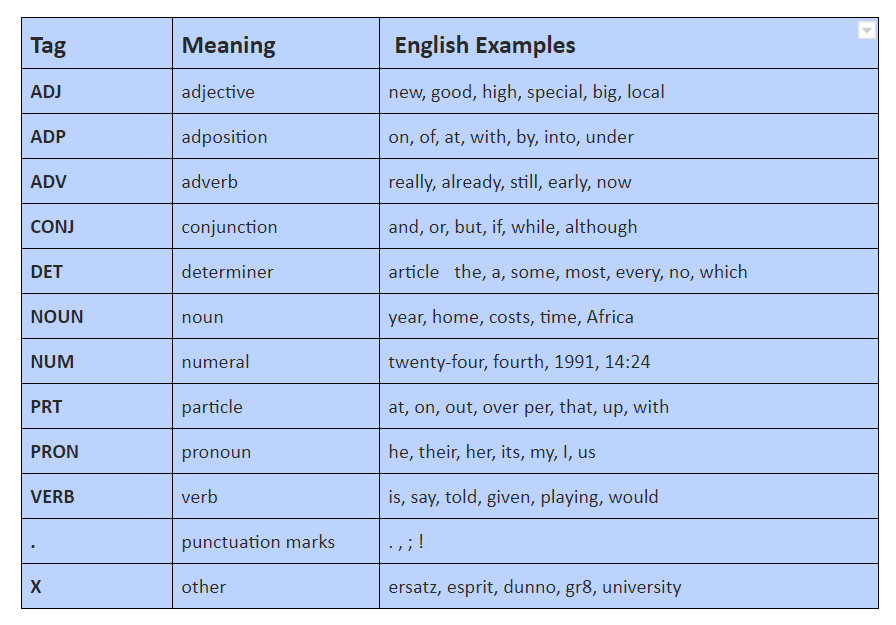 Tag Meaning English Examples
ADJ adjective new, good, high, special, big, local
ADP adposition on, of, at, with, by, into, under
ADV adverb really, already, still, early, now
CONJ conjunction and, or, but, if, while, although
DET determiner article the, a, some, most, every, no, which
NOUN noun year, home, costs, time, Africa
NUM numeral twenty-four, fourth, 1991, 14:24
PRT particle at, on, out, over per, that, up, with
PRON pronoun he, their, her, its, my, I, us
VERB verb is, say, told, given, playing, would
. punctuation marks . , ; !
X other ersatz, esprit, dunno, gr8, university